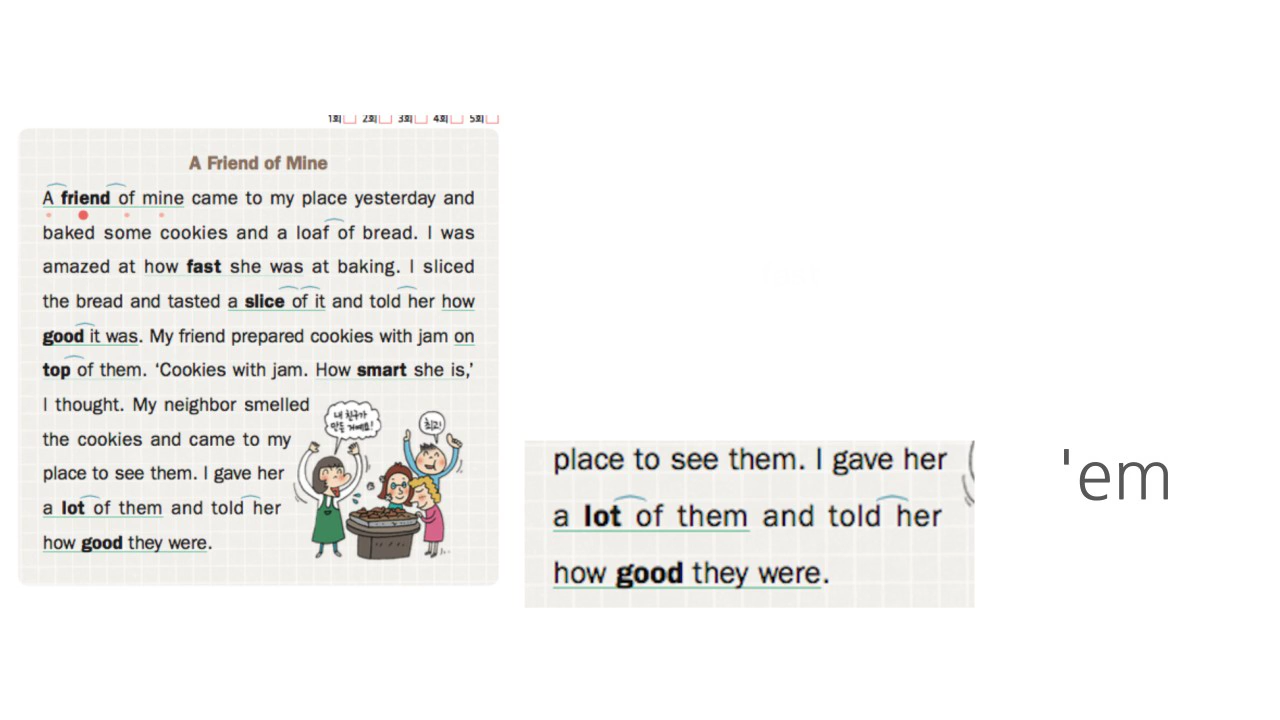 1회 2회 3회 4회 5회
A Friend of Mine
A friend of mine came to my place yesterday and
baked some cookies and a loaf of bread. I was
amazed at how fast she was at baking. I sliced
the bread and tasted a slice of it and told her how
good it was. My friend prepared cookies with jam on
top of them. ‘Cookies with jam. How smart she is,’
I thought. My neighbor smelled
the cookies and came to my
place to see them. I gave her
a lot of them and told her
how good they were.
내 친구가
만든 거예요!
최고!
place to see them. I gave her
a lot of them and told her
how good they were.
'em